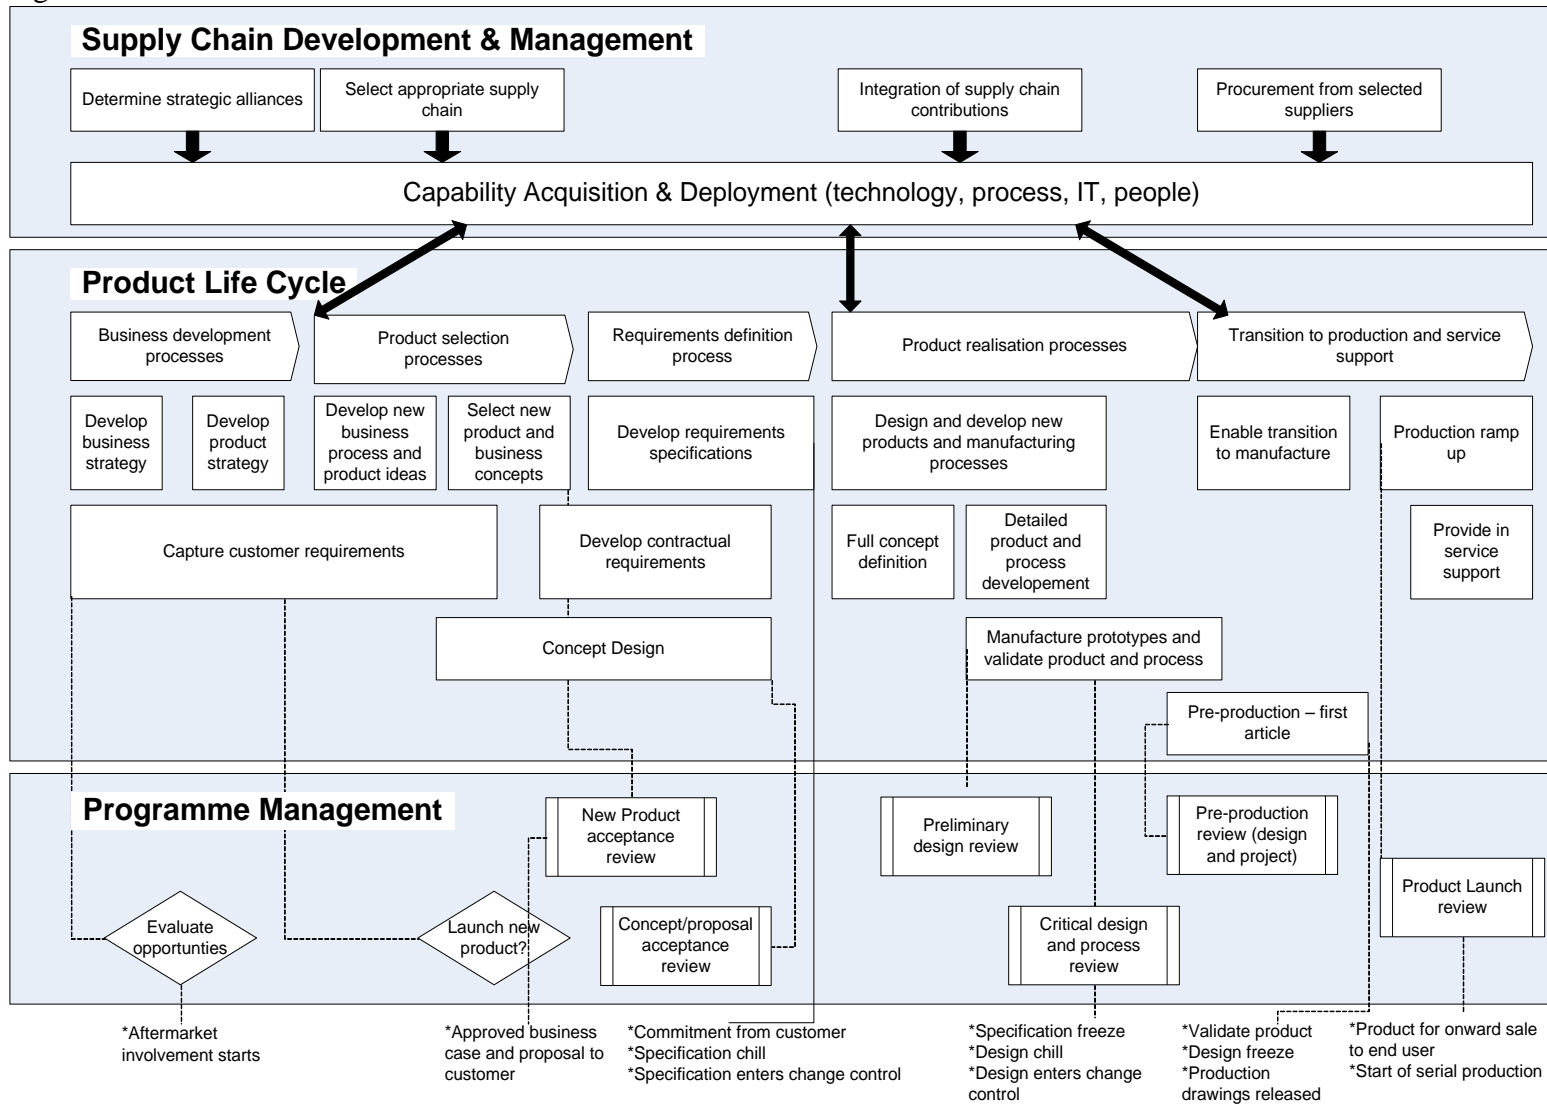 Supply Chain Development & Management
Determine strategic alliances
Select appropriate supply
chain
Integration of supply chain
contributions
Procurement from selected
suppliers
Capability Acquisition & Deployment (technology, process, IT, people)
Product Life Cycle
Business development
processes
Product selection
processes
Requirements definition
process
Product realisation processes
Transition to production and service
support
Develop
business
strategy
Develop
product
strategy
Develop new
business
process and
product ideas
Select new
product and
business
concepts
Develop requirements
specifications
Design and develop new
products and manufacturing
processes
Enable transition
to manufacture
Production ramp
up
Capture customer requirements
Develop contractual
requirements
Full concept
definition
Detailed
product and
process
developement
Provide in
service
support
Concept Design
Manufacture prototypes and
validate product and process
Pre-production – first
article
Programme Management
New Product
acceptance
review
Preliminary
design review
Pre-production
review (design
and project)
Product Launch
review
Evaluate
opportunties
Launch new
product?
Concept/proposal
acceptance
review
Critical design
and process
review
*Aftermarket
involvement starts
*Approved business
case and proposal to
customer
*Commitment from customer
*Specification chill
*Specification enters change control
*Specification freeze
*Design chill
*Design enters change
control
*Validate product
*Design freeze
*Production
drawings released
*Product for onward sale
to end user
*Start of serial production